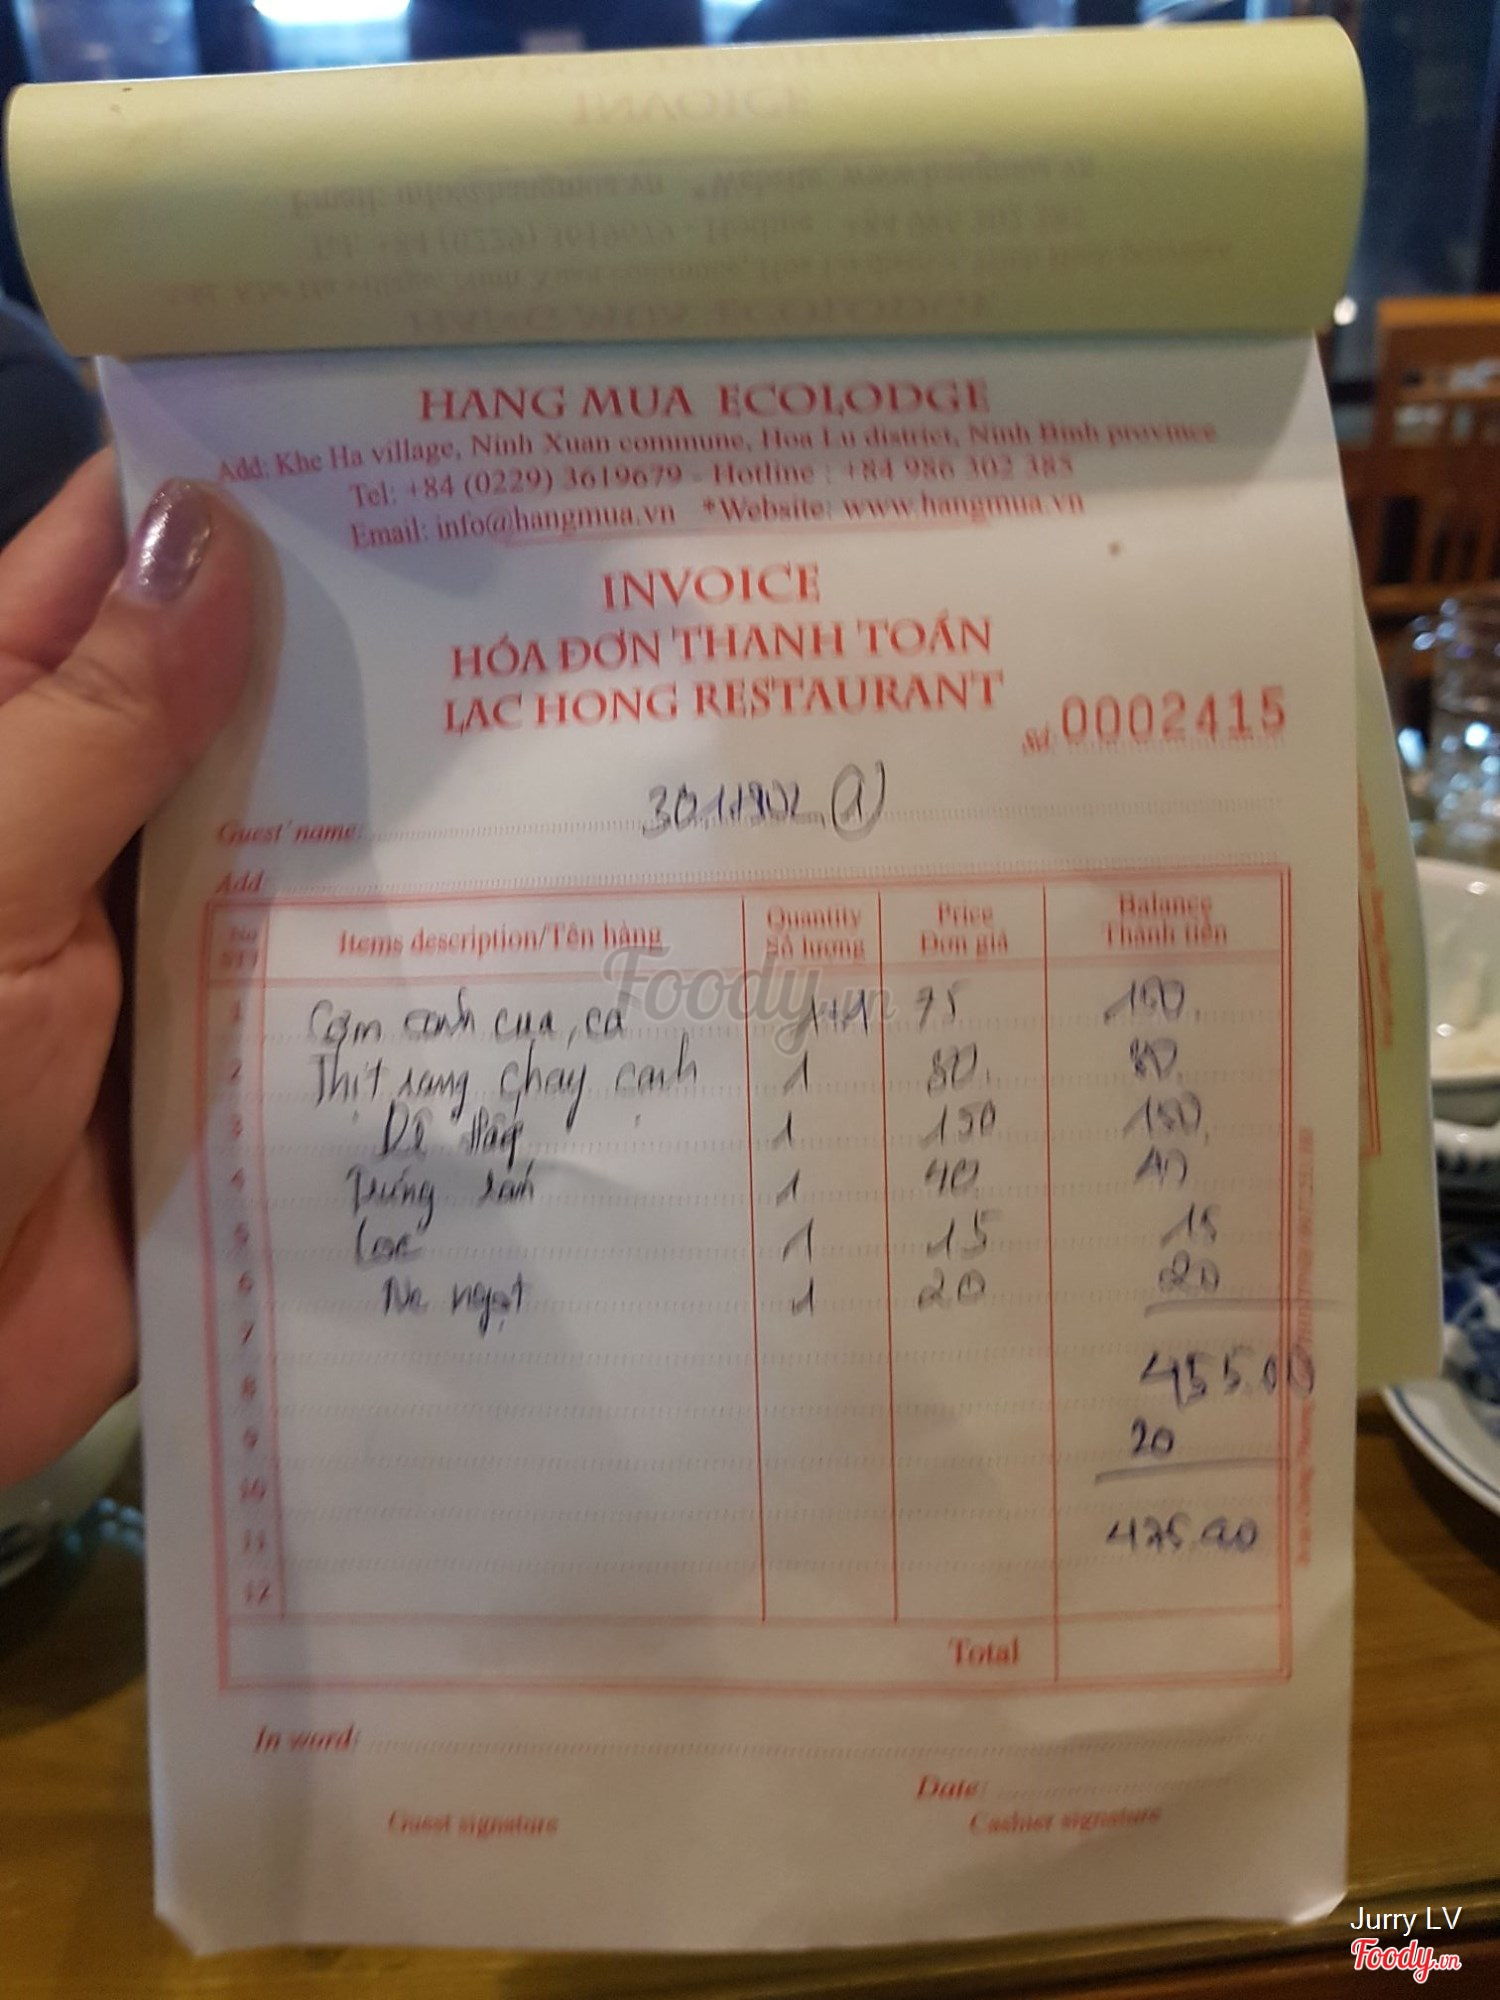 HANG MUA ECOLODGE
Add: Khe Ha village, Ninh Xuan commune, Hoa Lu district, Ninh Binh province
Tel: +84 (0229) 3619679 - Hotline : +84 986 302 385
Email: info@hangmua.vn *Website: www.hangmua.vn
INVOICE
HÓA ĐƠN THANH TOÁN
LAC HONG RESTAURANT
Số: 0002415
Guest' name:
Add:
No STT Items description/Tên hàng Quantity Số lượng Price Đơn giá Balance Thành tiền
1 Cơm canh cua, cá 1+1 75 150.
2 Thịt rang cháy cạnh 1 80. 80.
3 Dê 1 150 150.
4 Trứng rán 1 40 40
5 Lạc 1 15 15
6 Nc ngọt 1 20 20
7
8 455.00
9 20
10
11 475.00
12
Total
In word:
Date:
Guest signature Cashier signature
Foody.vn
Jurry LV
Foody.vn